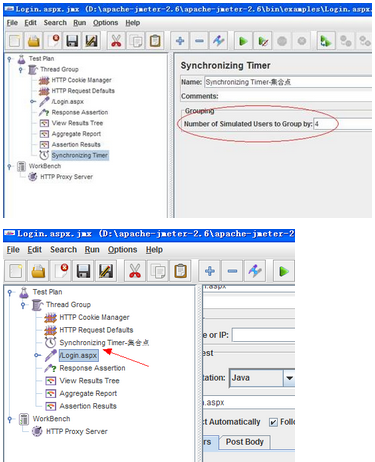 Login.aspx.jmx (D:\apache-jmeter-2.6\apache-jmeter-2.6\bin\examples\Login.aspx.
File Edit Search Run Options Help
Test Plan
Thread Group
HTTP Cookie Manager
HTTP Request Defaults
/Login.aspx
Response Assertion
View Results Tree
Aggregate Report
Assertion Results
Synchronizing Timer
WorkBench
HTTP Proxy Server
Synchronizing Timer
Name: Synchronizing Timer-集合点
Comments:
Grouping
Number of Simulated Users to Group by: 4
Login.aspx.jmx (D:\apache-jmeter-2.6\apache-jmeter-2
File Edit Search Run Options Help
Test Plan
Thread Group
HTTP Cookie Manager
HTTP Request Defaults
Synchronizing Timer-集合点
/Login.aspx
Response Assertion
View Results Tree
Aggregate Report
Assertion Results
WorkBench
HTTP Proxy Server
.aspx
e or IP:
est
tation: Java
.aspx
ct Automatically Follo
rs Post Body